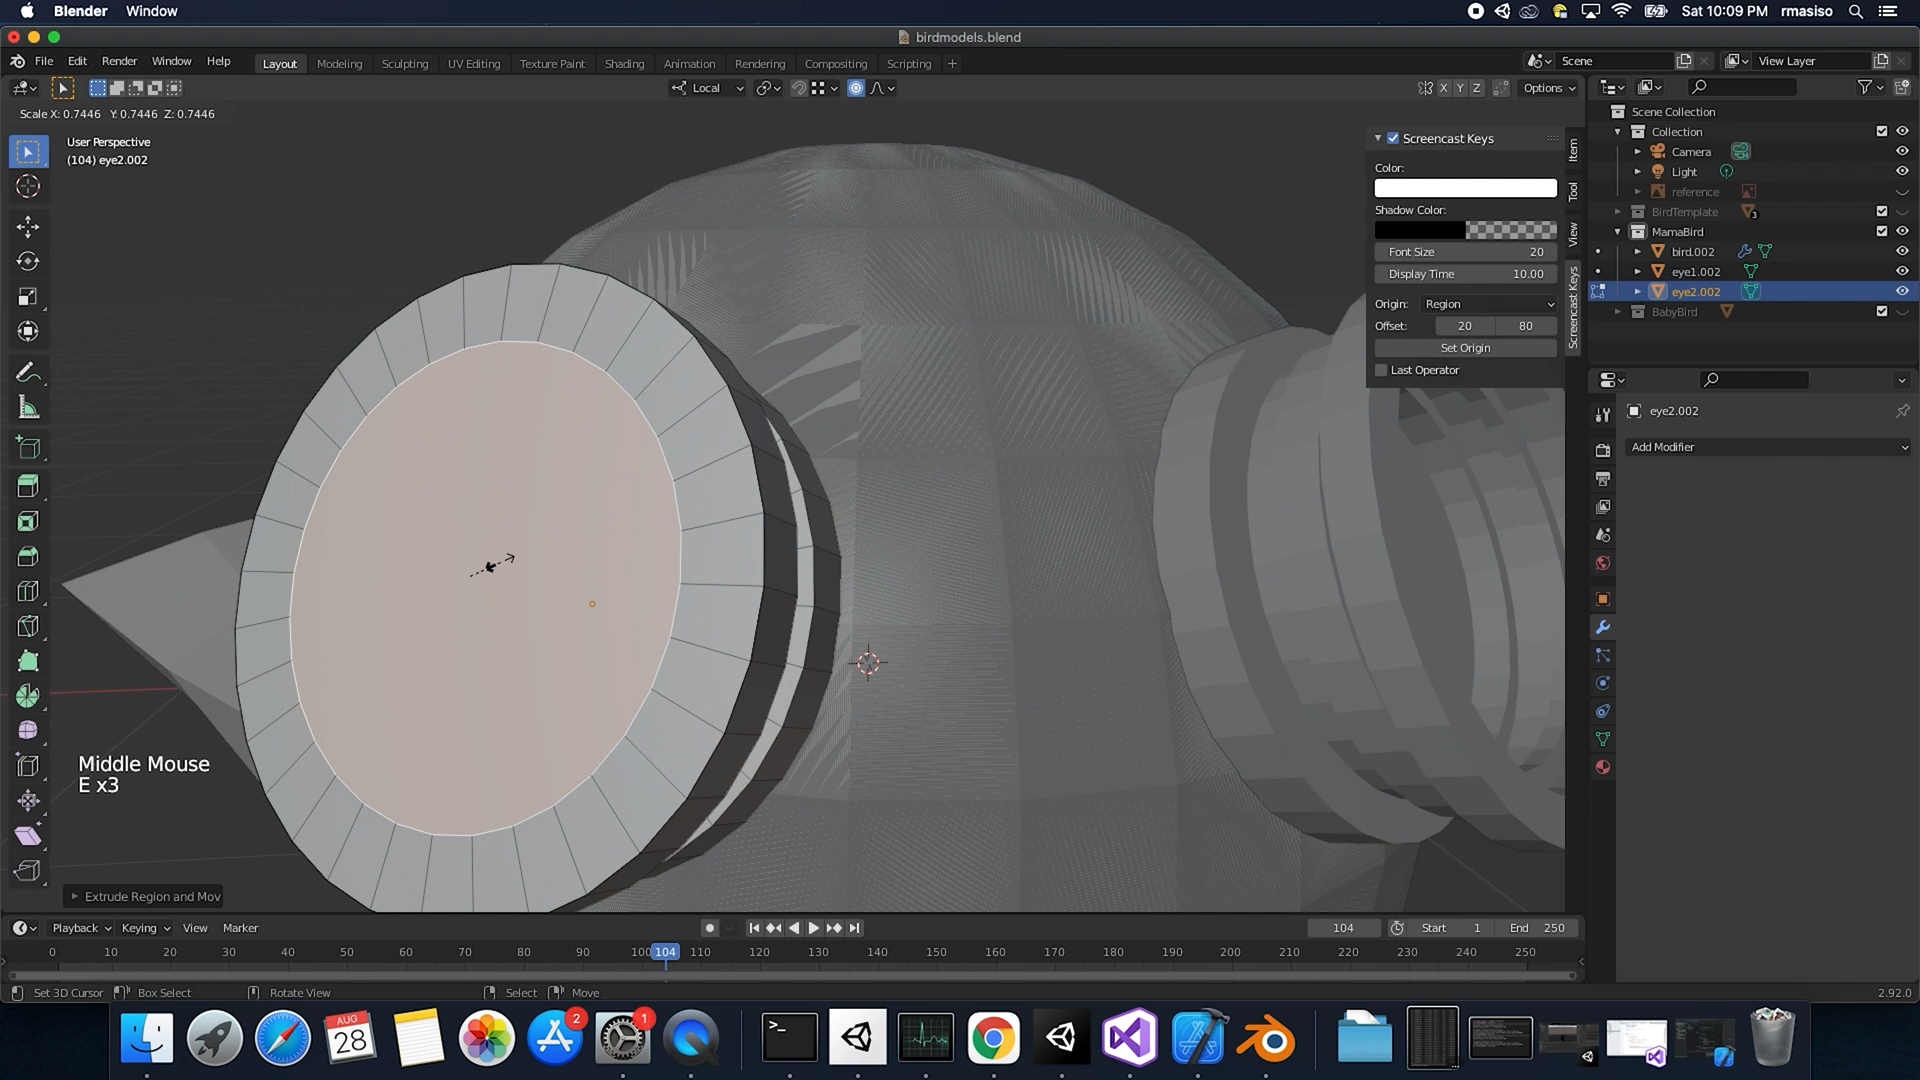 Blender Window Sat 10:09 PM rmasiso
birdmodels.blend
File Edit Render Window Help Layout Modeling Sculpting UV Editing Texture Paint Shading Animation Rendering Compositing Scripting + Scene View Layer
Local X Y Z Options
Scale X: 0.7446 Y: 0.7446 Z: 0.7446
User Perspective
(104) eye2.002
Screencast Keys
Color:
Shadow Color:
Font Size 20
Display Time 10.00
Origin: Region
Offset: 20 80
Set Origin
Last Operator
Item
Tool
View
Screencast Keys
Scene Collection
Collection
Camera
Light
reference
BirdTemplate 3
MamaBird
bird.002
eye1.002
eye2.002
BabyBird
eye2.002
Add Modifier
Middle Mouse
E x3
Extrude Region and Mov
Playback Keying View Marker 104 Start 1 End 250
0 10 20 30 40 50 60 70 80 90 100 104 110 120 130 140 150 160 170 180 190 200 210 220 230 240 250
Set 3D Cursor Box Select Rotate View Select Move 2.92.0
AUG
28
2
1